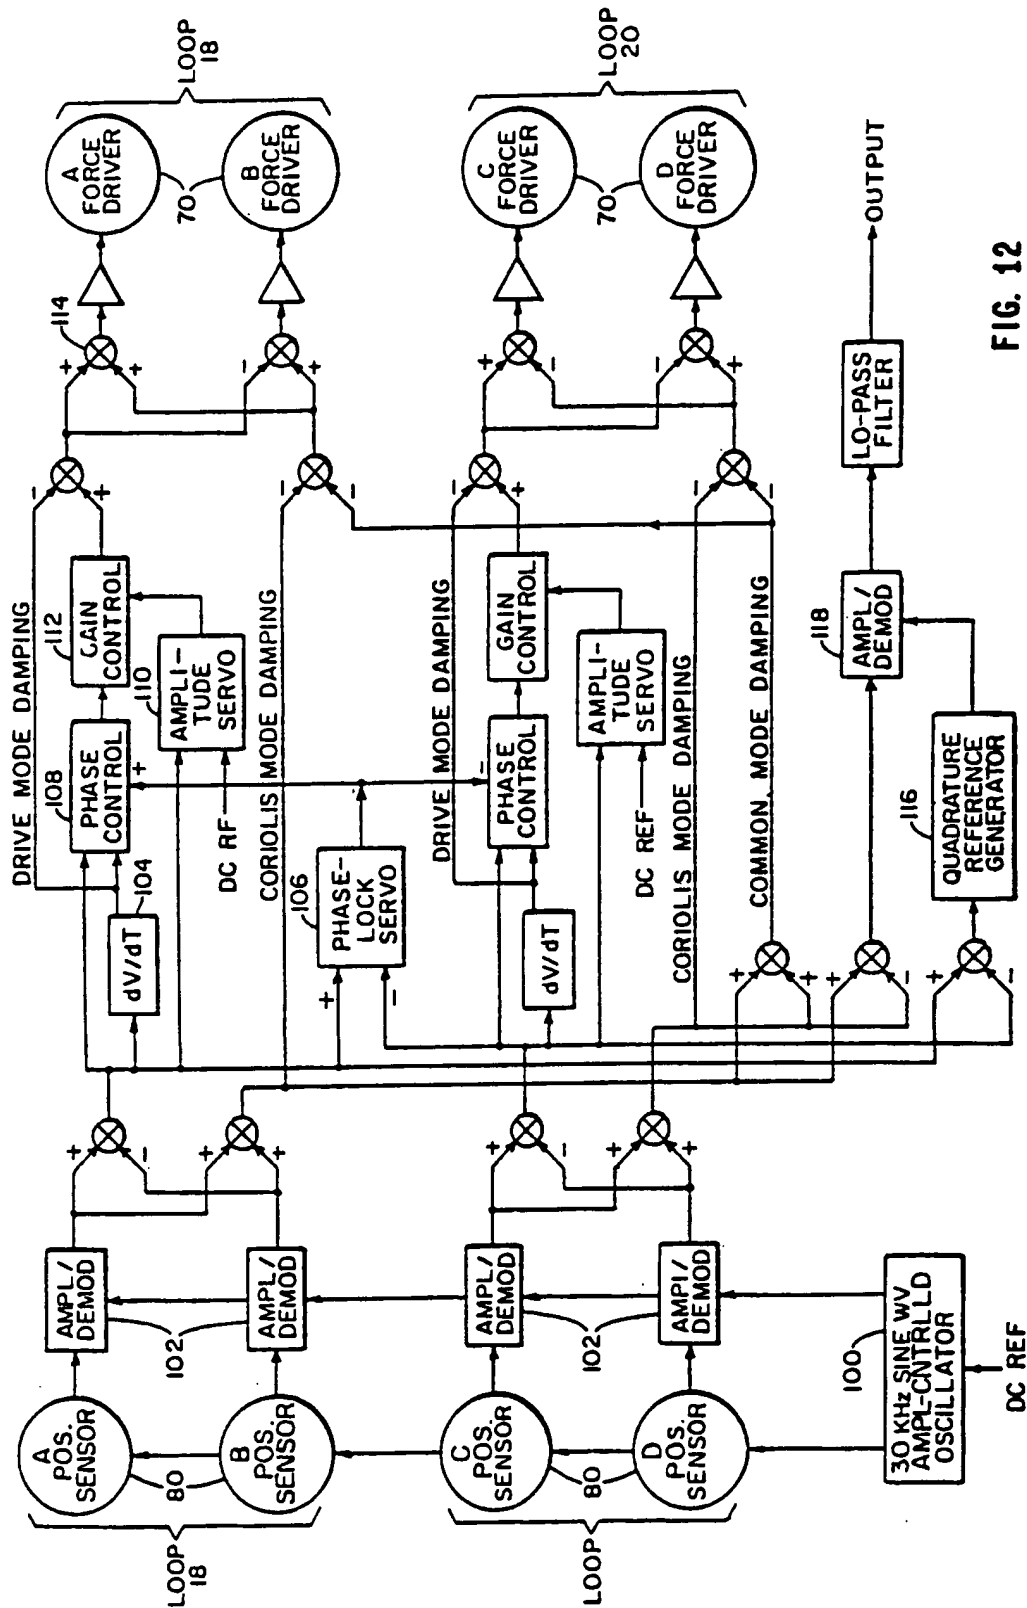 LOOP
18
A
POS.
SENSOR
80
B
POS.
SENSOR
LOOP
C
POS.
SENSOR
80
D
POS.
SENSOR
AMPL/
DEMOD
102
AMPL/
DEMOD
AMPL/
DEMOD
102
AMPl/
DEMOD
100
30 KHz SINE WV
AMPL-CNTRLLD
OSCILLATOR
DC REF
+
-
+
+
+
-
+
+
DRIVE MODE DAMPING
dV/dT
104
108
PHASE
CONTROL
+
112
GAIN
CONTROL
110
AMPLI-
TUDE
SERVO
DC RF
CORIOLIS MODE DAMPING
106
PHASE-
LOCK
SERVO
+
-
DRIVE MODE DAMPING
dV/dT
PHASE
CONTROL
-
GAIN
CONTROL
AMPLI-
TUDE
SERVO
DC REF
CORIOLIS MODE DAMPING
COMMON MODE DAMPING
+
+
+
-
+
-
116
QUADRATURE
REFERENCE
GENERATOR
118
AMPL/
DEMOD
LO-PASS
FILTER
OUTPUT
-
+
-
-
-
+
-
-
114
+
+
-
+
+
-
-
+
A
FORCE
DRIVER
70
B
FORCE
DRIVER
LOOP
18
C
FORCE
DRIVER
70
D
FORCE
DRIVER
LOOP
20
FIG. 12